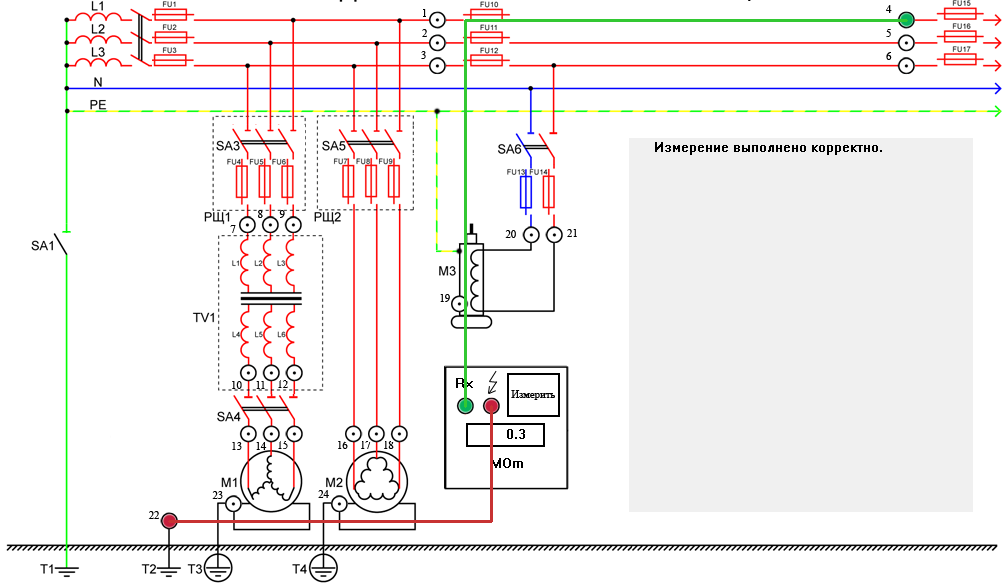 L1 FU1 1 FU10 4 FU15
L2 FU2 2 FU11 5 FU16
L3 FU3 3 FU12 6 FU17
N
PE
SA3 SA5 SA6 Измерение выполнено корректно.
FU4 FU5 FU6 FU7 FU8 FU9 FU13 FU14
РЩ1 РЩ2
7 8 9 20 21
SA1
L1 L2 L3 M3
19
TV1
L4 L5 L6
10 11 12 Rx Измерить
SA4
0.3
13 14 15 16 17 18
MOm
M1 M2
23 24
22
T1 T2 T3 T4